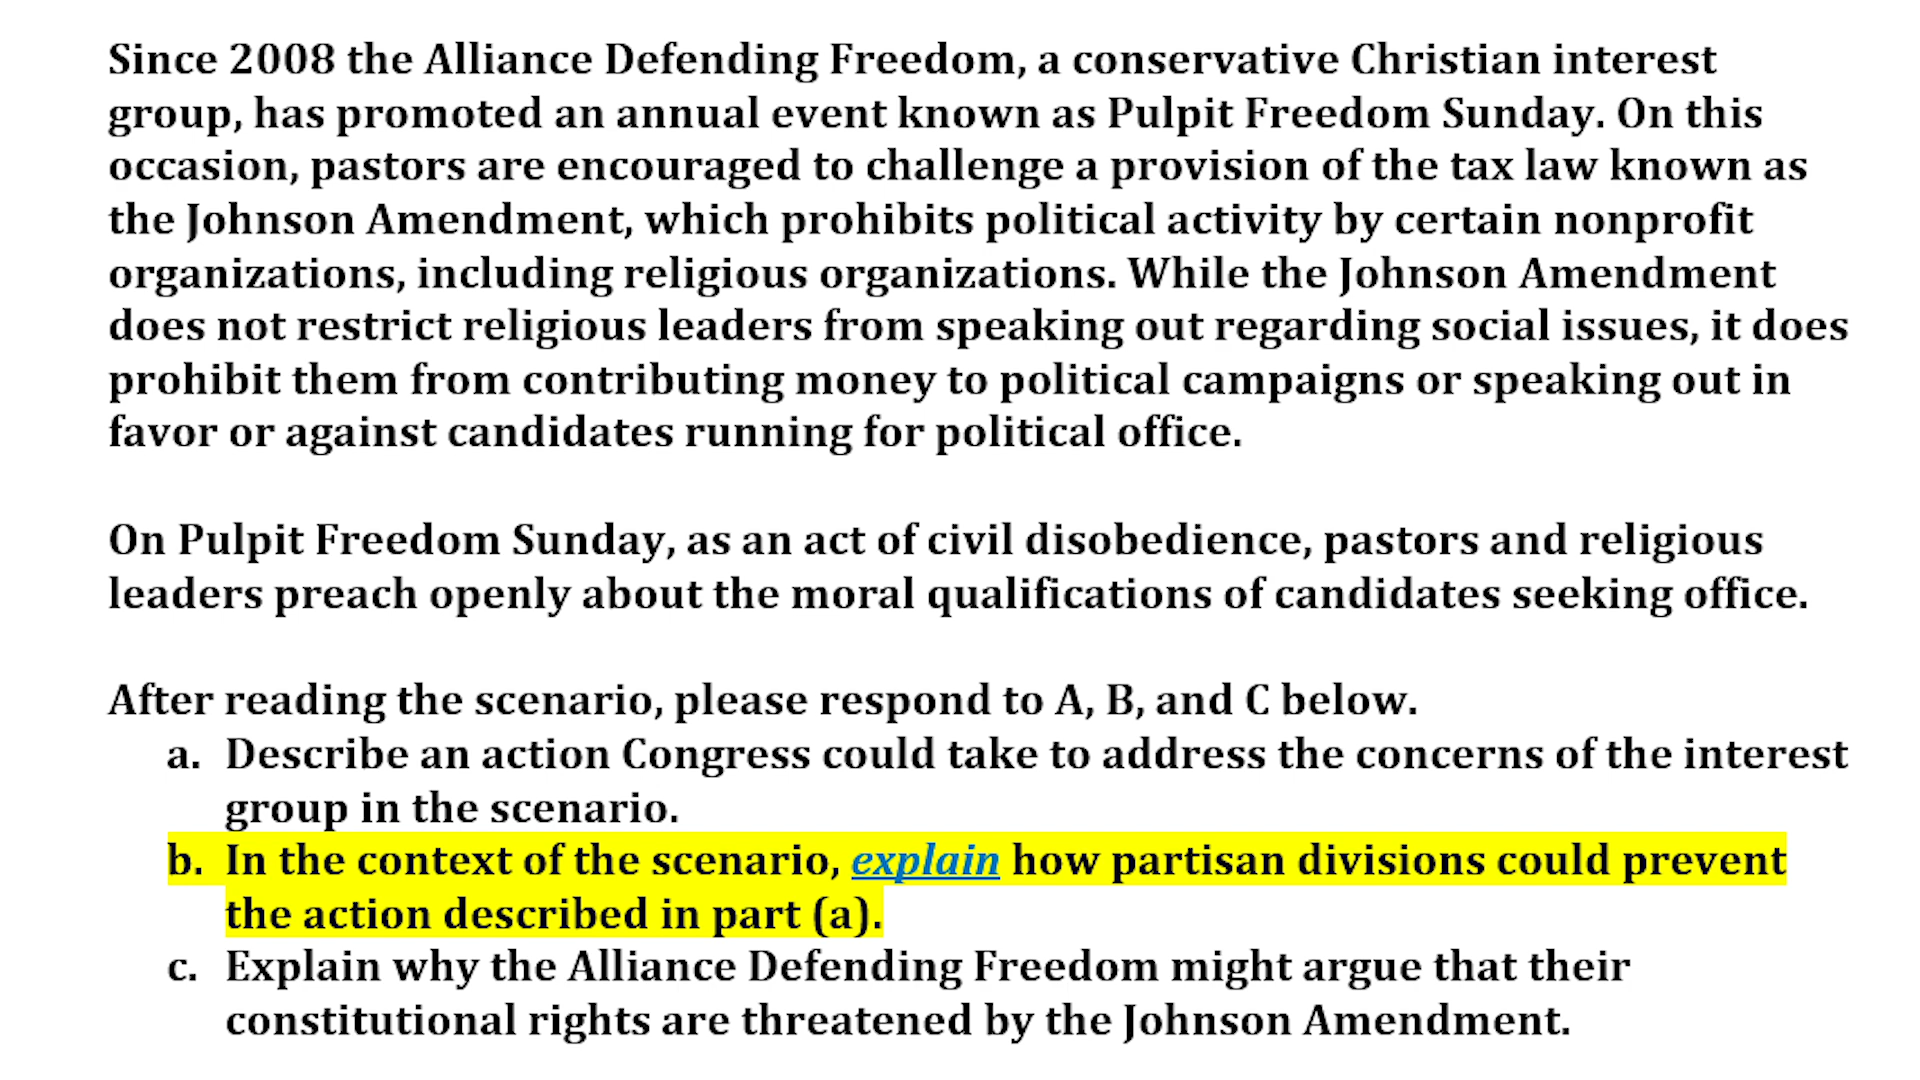 Since 2008 the Alliance Defending Freedom, a conservative Christian interest
group, has promoted an annual event known as Pulpit Freedom Sunday. On this
occasion, pastors are encouraged to challenge a provision of the tax law known as
the Johnson Amendment, which prohibits political activity by certain nonprofit
organizations, including religious organizations. While the Johnson Amendment
does not restrict religious leaders from speaking out regarding social issues, it does
prohibit them from contributing money to political campaigns or speaking out in
favor or against candidates running for political office.
On Pulpit Freedom Sunday, as an act of civil disobedience, pastors and religious
leaders preach openly about the moral qualifications of candidates seeking office.
After reading the scenario, please respond to A, B, and C below.
a. Describe an action Congress could take to address the concerns of the interest
group in the scenario.
b. In the context of the scenario, explain how partisan divisions could prevent
the action described in part (a).
c. Explain why the Alliance Defending Freedom might argue that their
constitutional rights are threatened by the Johnson Amendment.